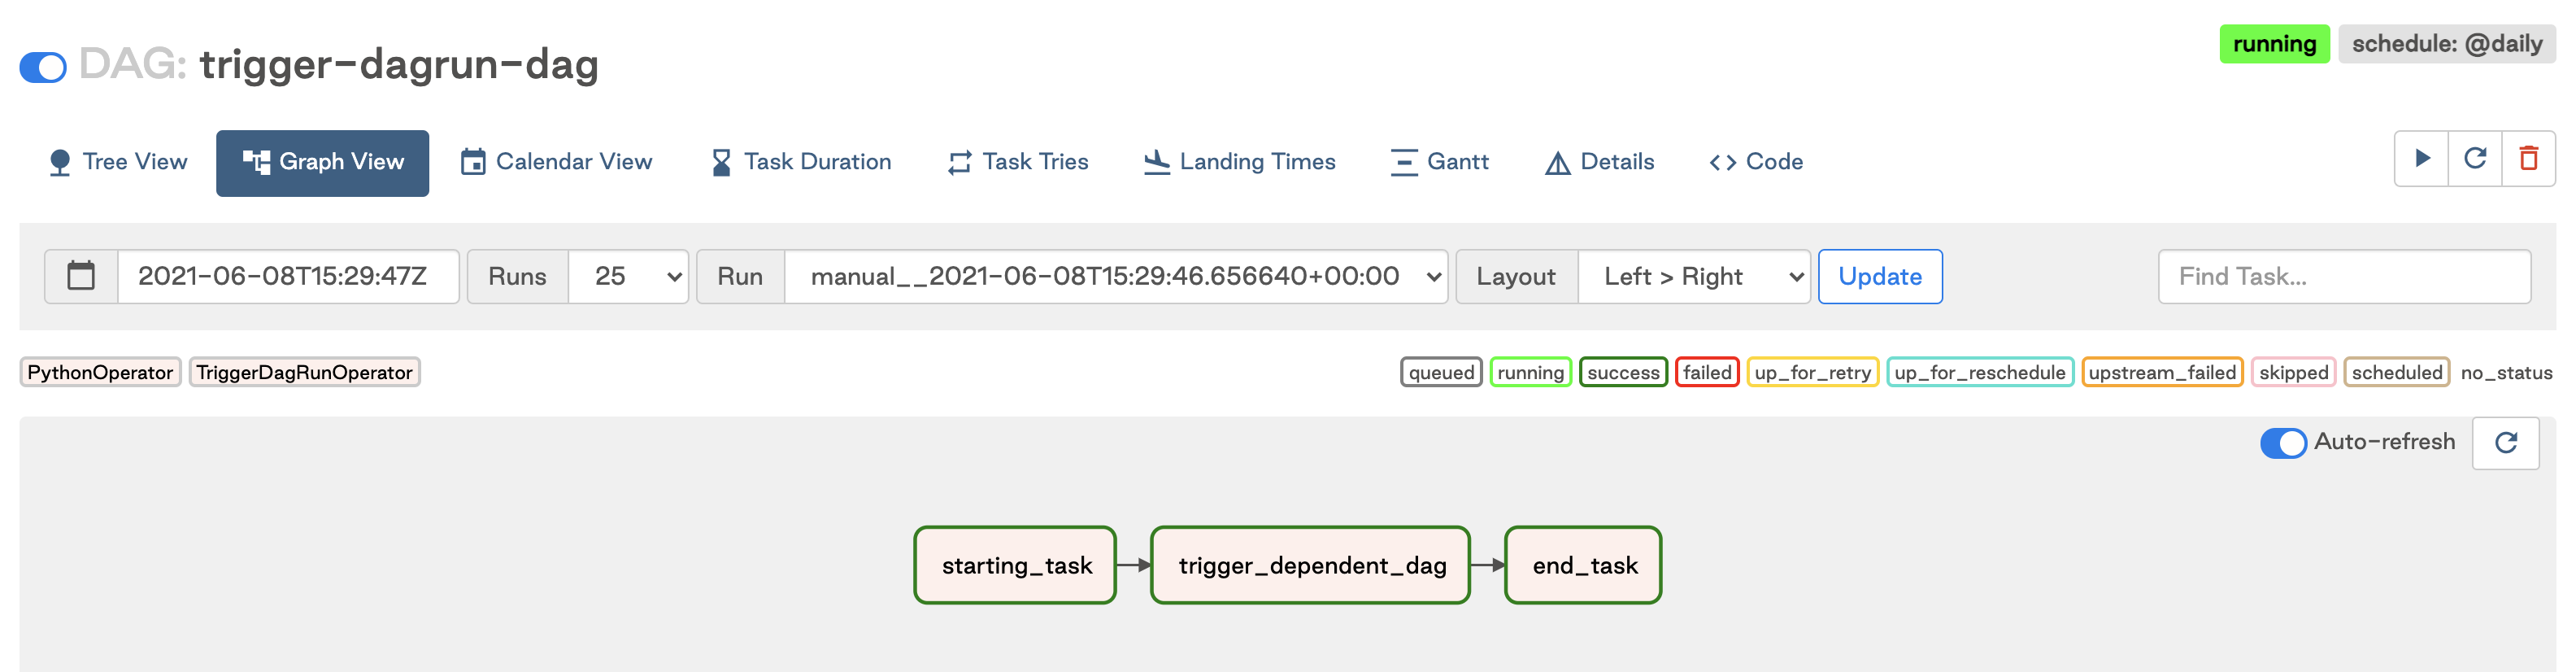 DAG: trigger-dagrun-dag
running schedule: @daily
Tree View Graph View Calendar View Task Duration Task Tries Landing Times Gantt Details Code
2021-06-08T15:29:47Z Runs 25 Run manual__2021-06-08T15:29:46.656640+00:00 Layout Left > Right Update Find Task...
PythonOperator TriggerDagRunOperator queued running success failed up_for_retry up_for_reschedule upstream_failed skipped scheduled no_status
Auto-refresh
starting_task trigger_dependent_dag end_task